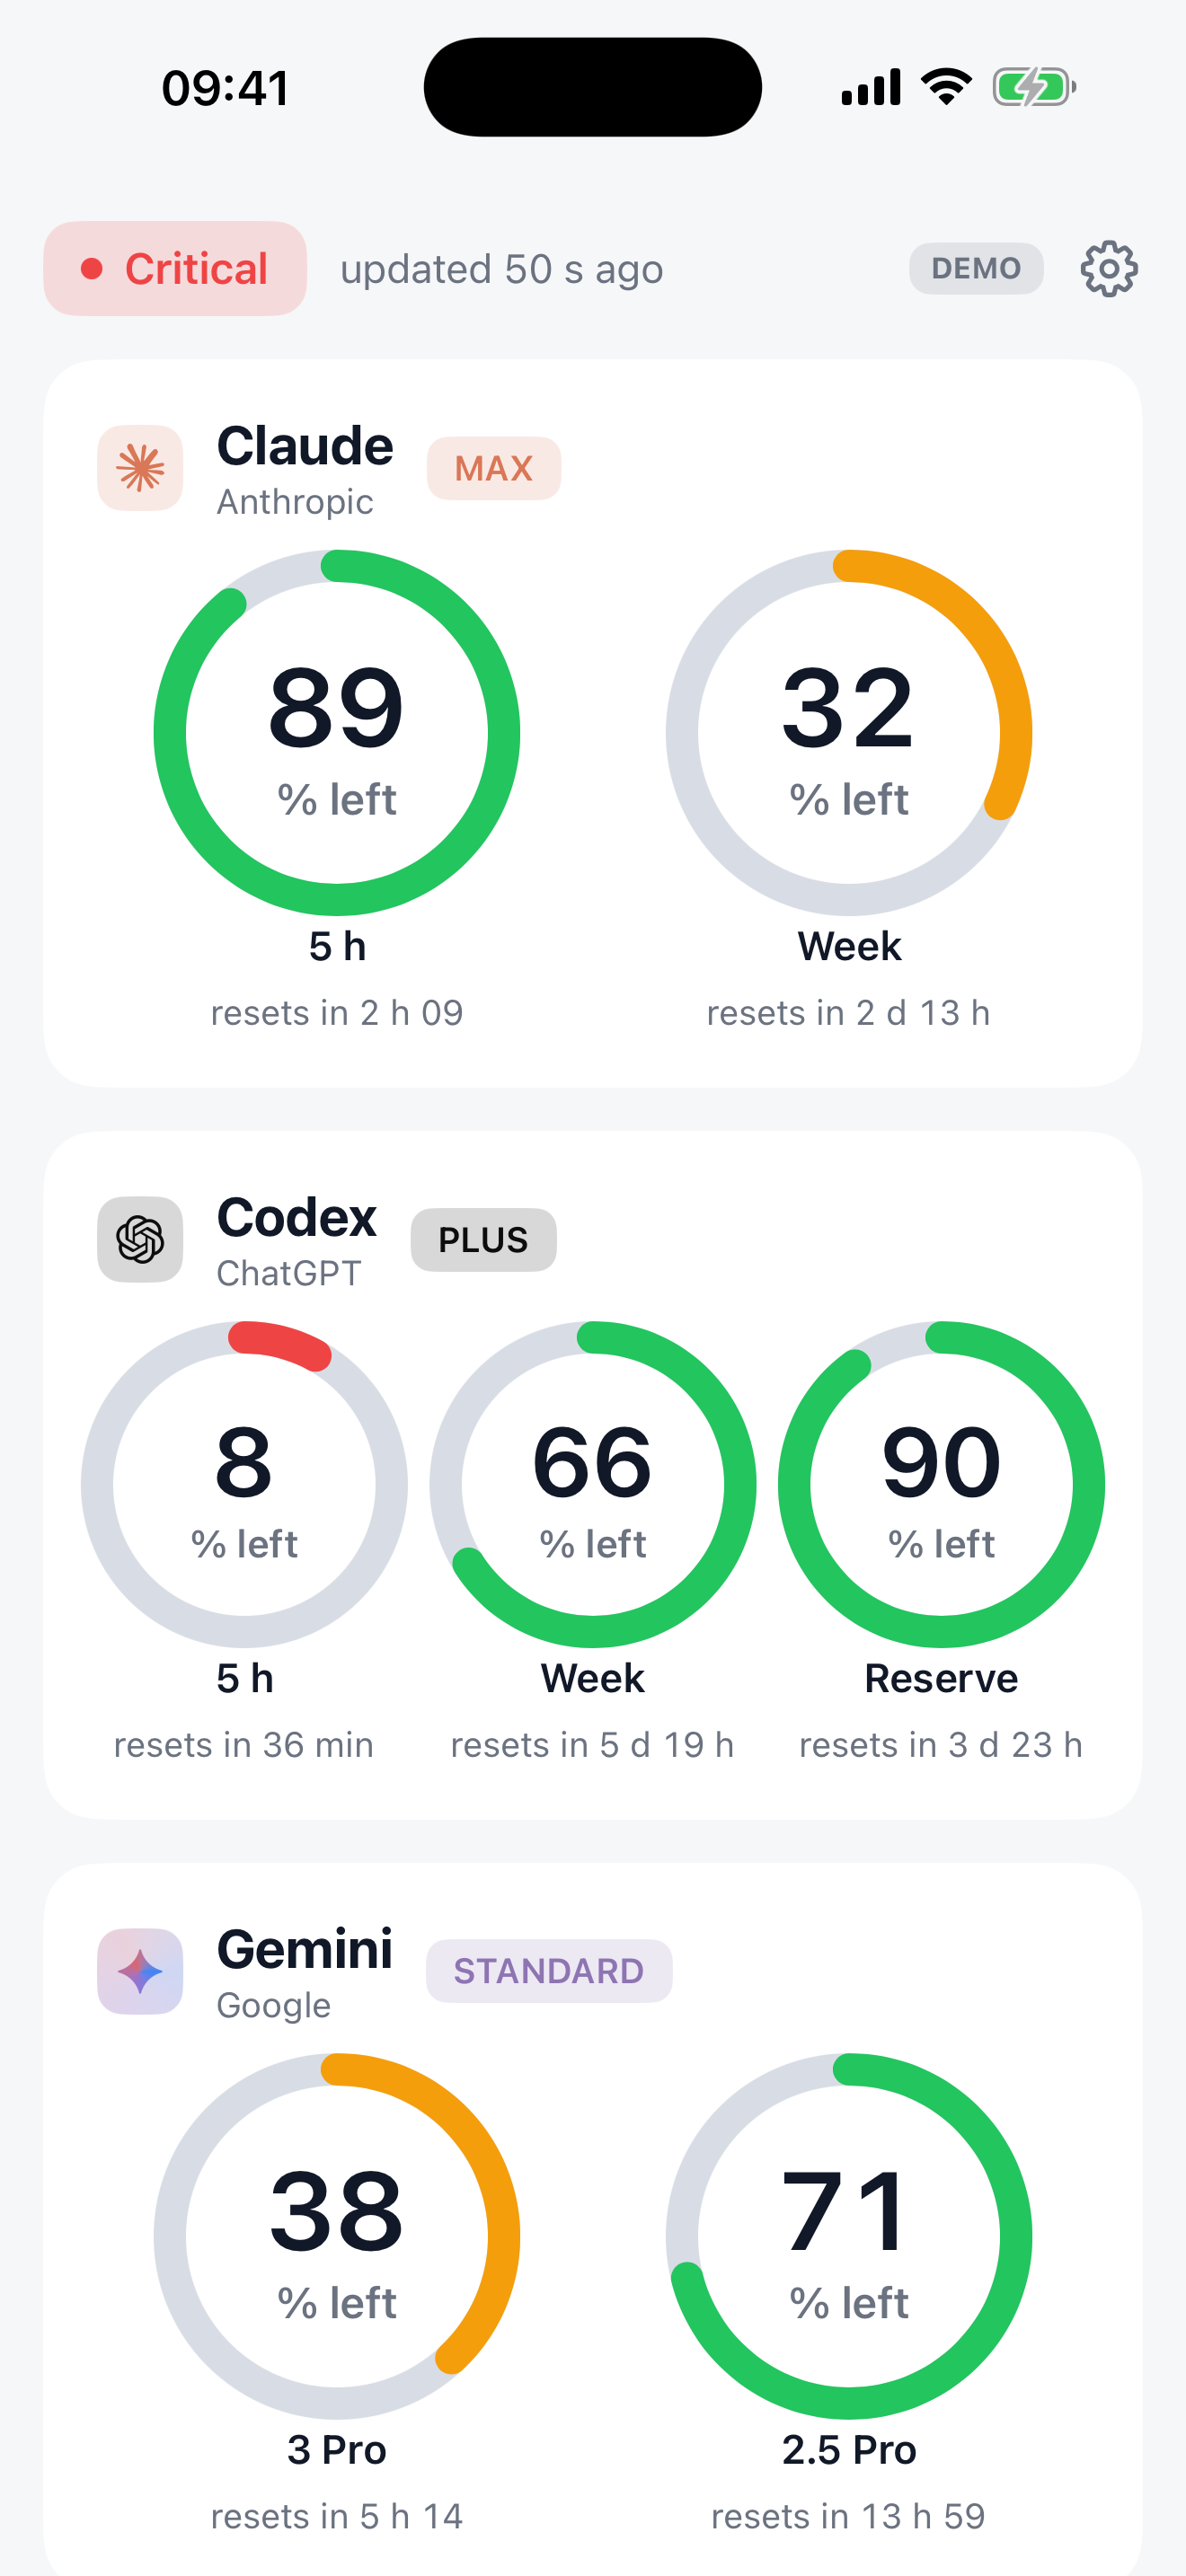 09:41
Critical updated 50 s ago DEMO
Claude
Anthropic
MAX
89 32
% left % left
5 h Week
resets in 2 h 09 resets in 2 d 13 h
Codex
ChatGPT
PLUS
8 66 90
% left % left % left
5 h Week Reserve
resets in 36 min resets in 5 d 19 h resets in 3 d 23 h
Gemini
Google
STANDARD
38 71
% left % left
3 Pro 2.5 Pro
resets in 5 h 14 resets in 13 h 59